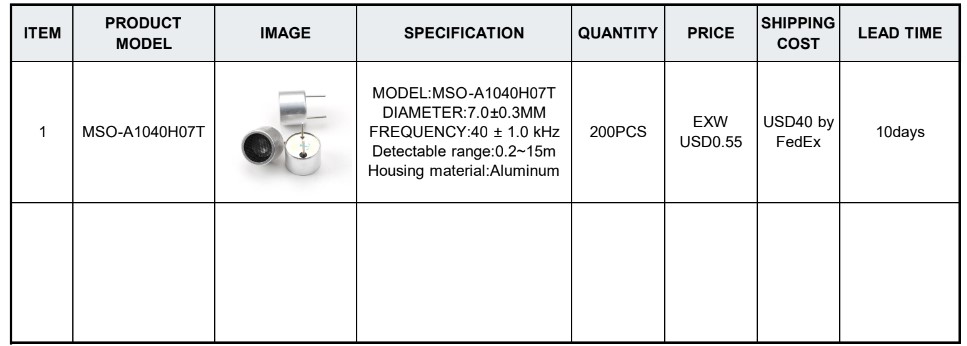 ITEM
PRODUCT
MODEL
IMAGE
SPECIFICATION
QUANTITY
PRICE
SHIPPING
COST
LEAD TIME
1
MSO-A1040H07T
MODEL:MSO-A1040H07T
DIAMETER:7.0±0.3MM
FREQUENCY:40 ± 1.0 kHz
Detectable range:0.2~15m
Housing material:Aluminum
200PCS
EXW
USD0.55
USD40 by
FedEx
10days